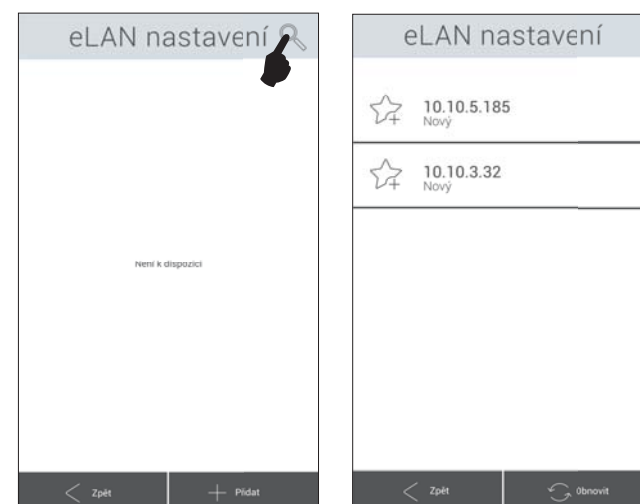 eLAN nastavení
Není k dispozici
Zpět
Přidat
eLAN nastavení
10.10.5.185
Nový
10.10.3.32
Nový
Zpět
Obnovit